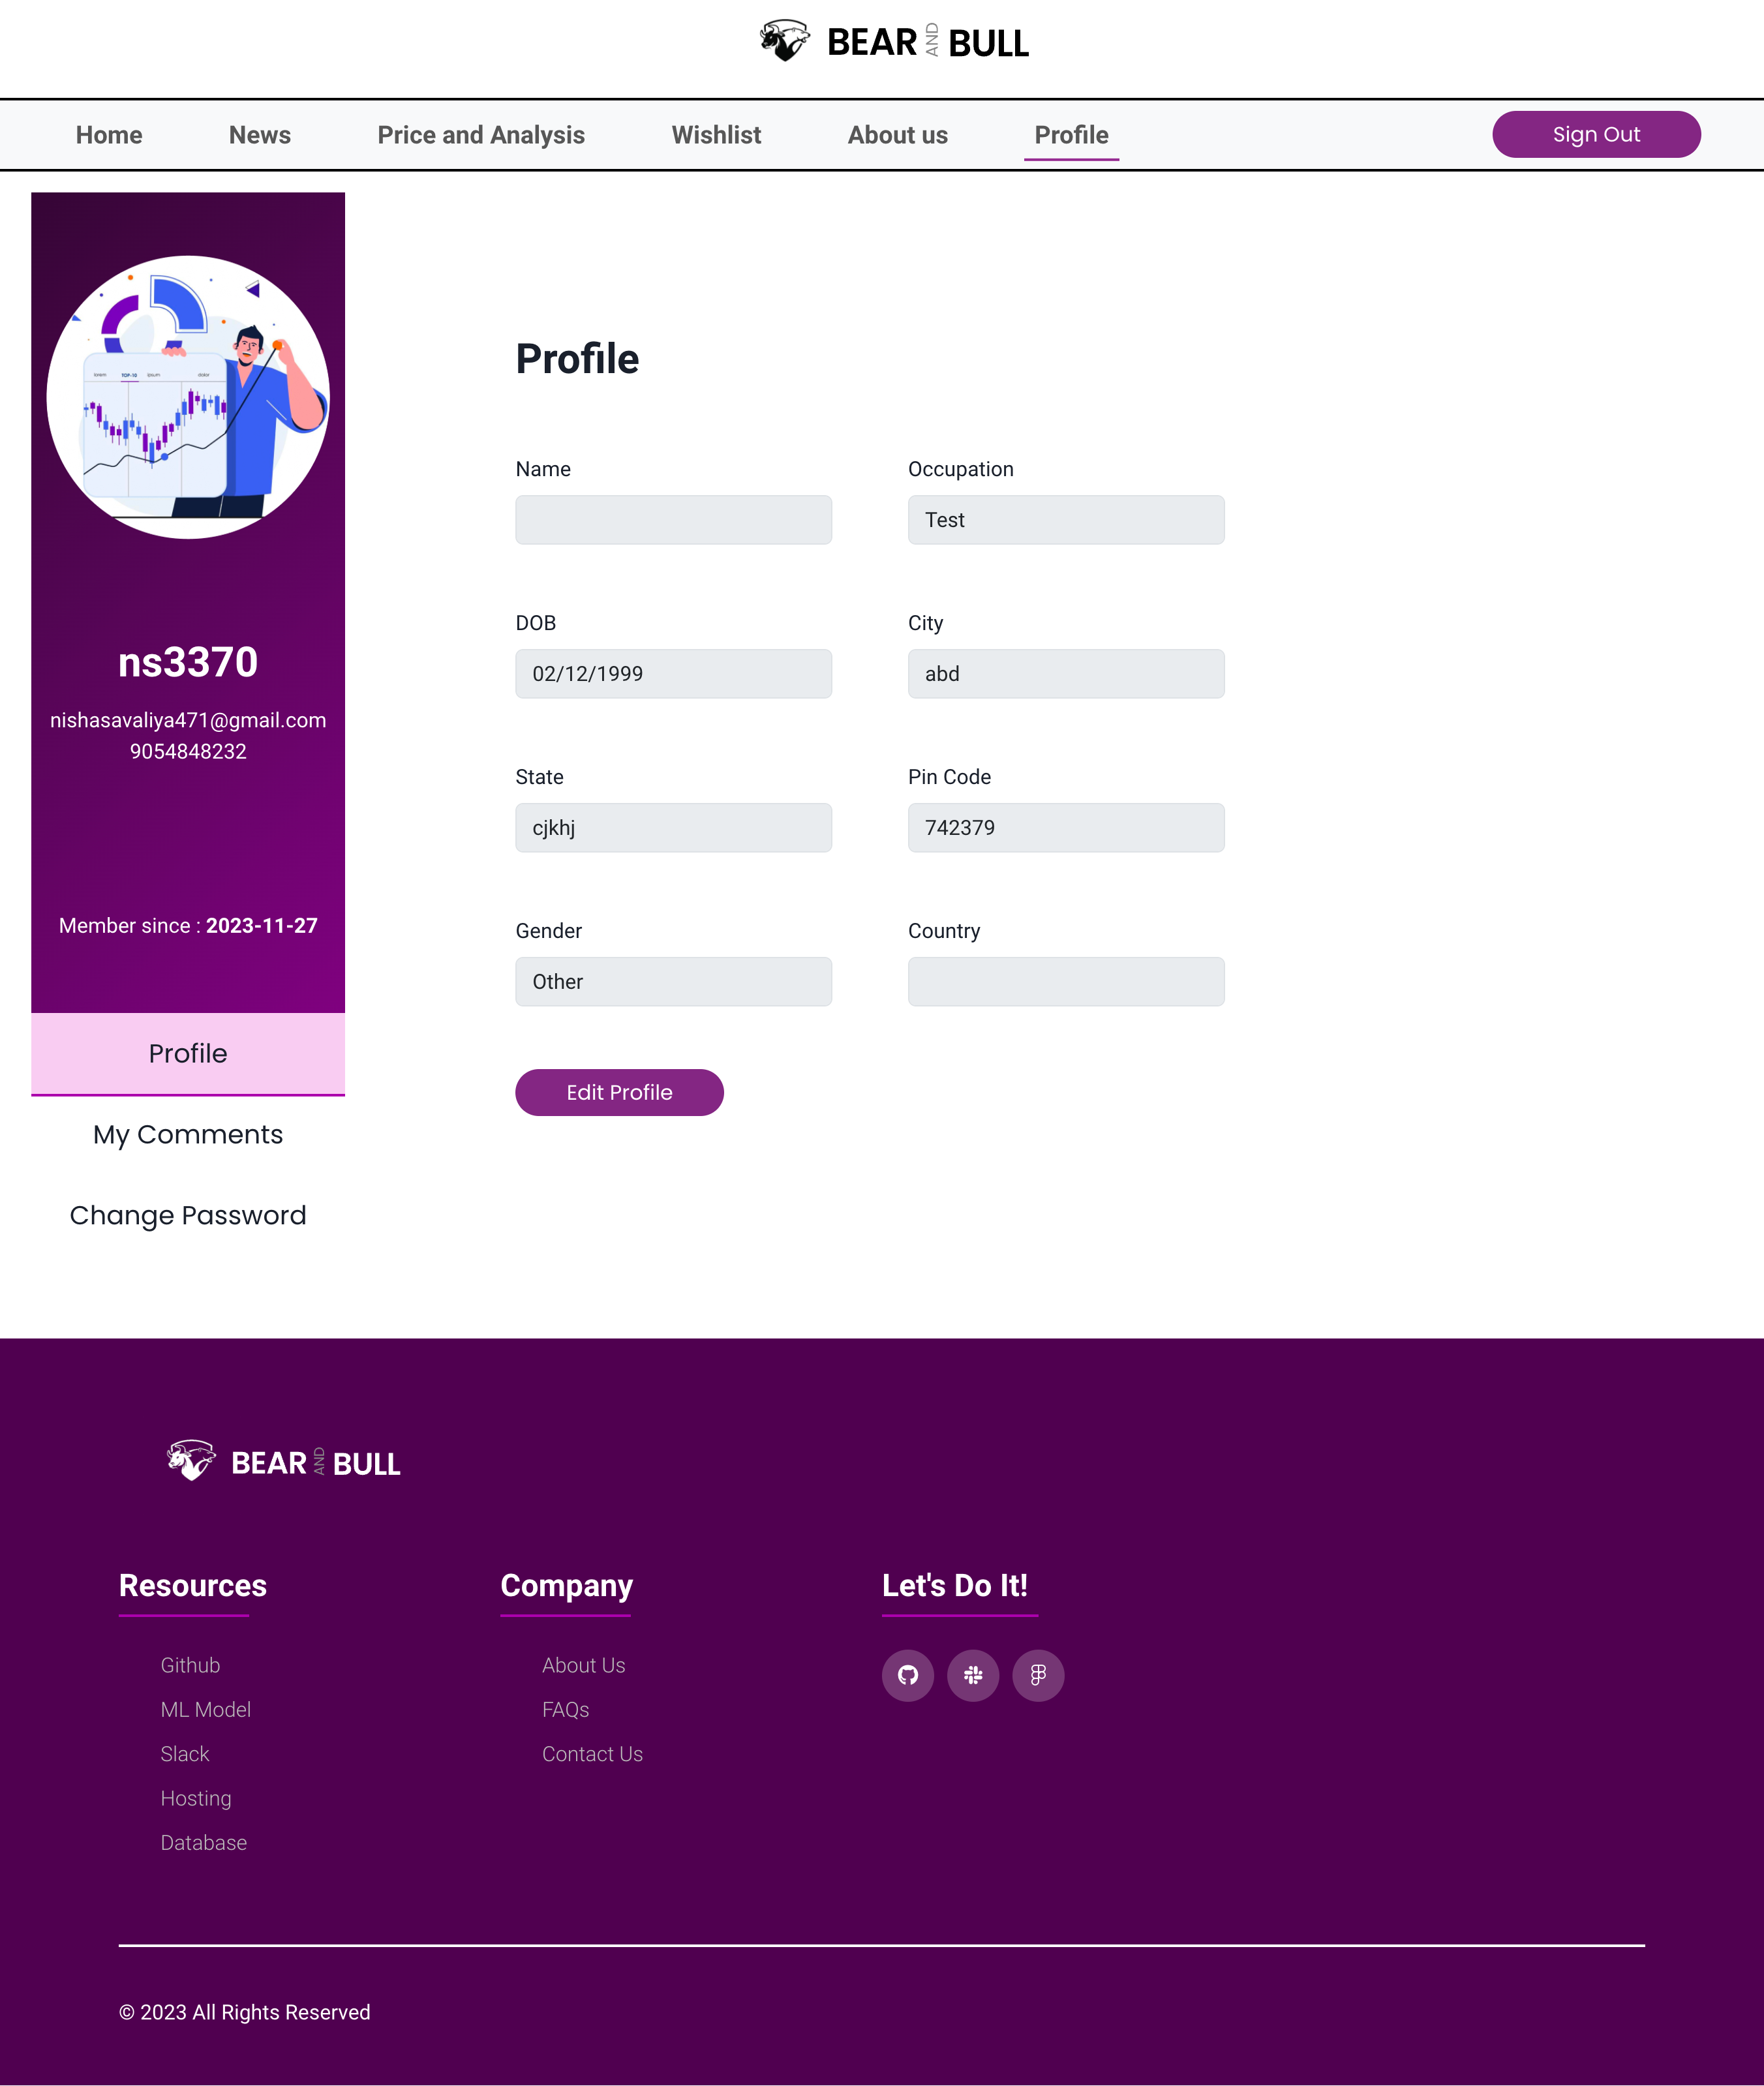 BEAR AND BULL
Home News Price and Analysis Wishlist About us Profile Sign Out
lorem TOP-10 ipsum dolor
ns3370
nishasavaliya471@gmail.com
9054848232
Member since : 2023-11-27
Profile
My Comments
Change Password
Profile
Name Occupation
Test
DOB City
02/12/1999 abd
State Pin Code
cjkhj 742379
Gender Country
Other
Edit Profile
BEAR AND BULL
Resources
Github
ML Model
Slack
Hosting
Database
Company
About Us
FAQs
Contact Us
Let's Do It!
© 2023 All Rights Reserved